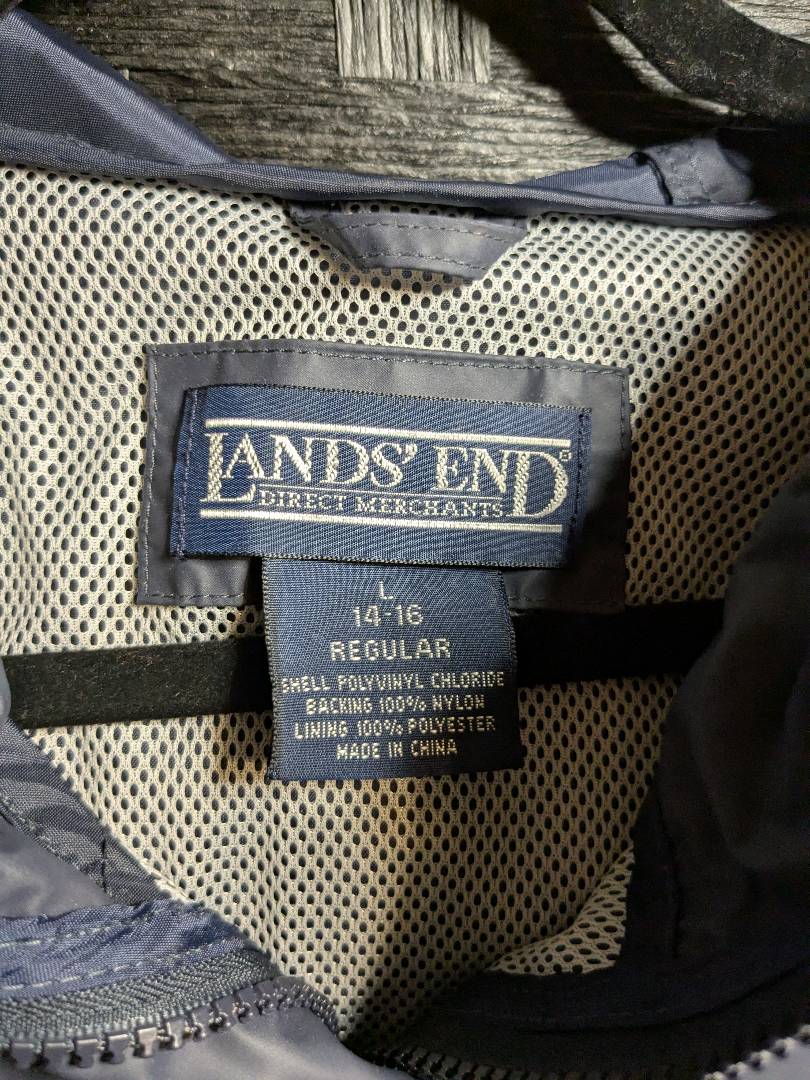 LANDS' END®
DIRECT MERCHANTS
L
14-16
REGULAR
SHELL POLYVINYL CHLORIDE
BACKING 100% NYLON
LINING 100% POLYESTER
MADE IN CHINA